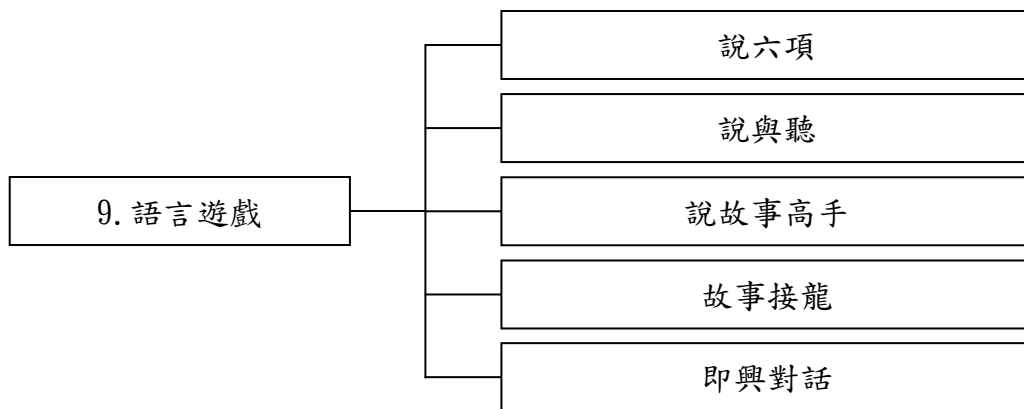 9.語言遊戲
說六項
說與聽
說故事高手
故事接龍
即興對話